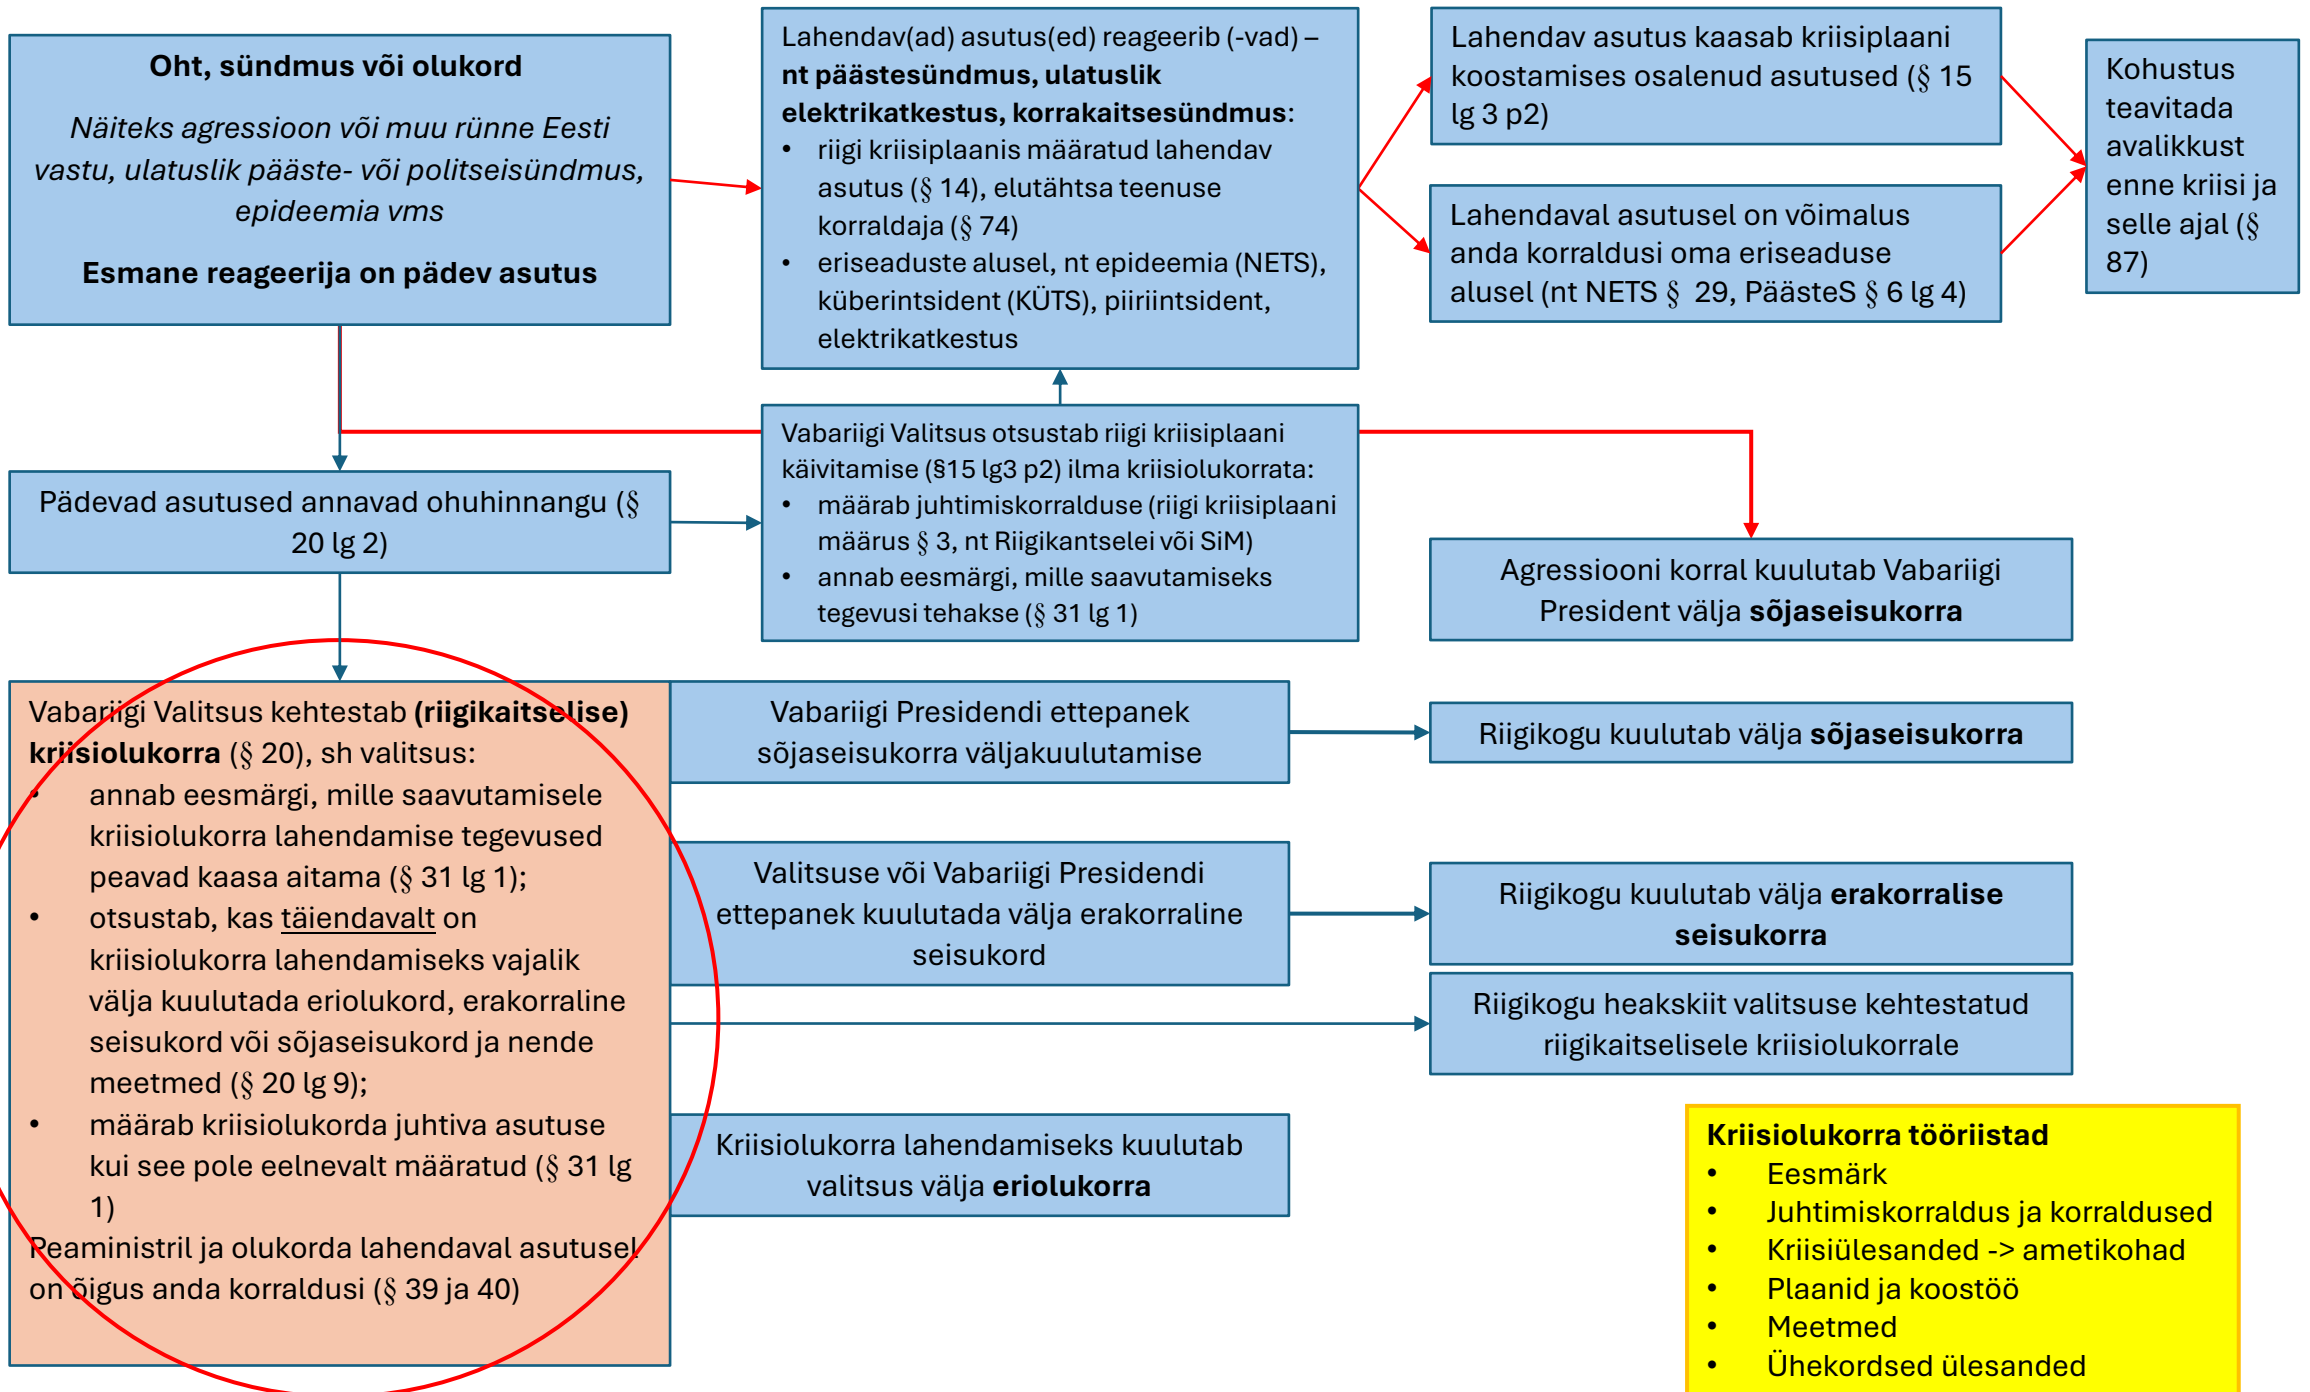 Oht, sündmus või olukord
Näiteks agressioon või muu rünne Eesti
vastu, ulatuslik pääste- või politseisündmus,
epideemia vms
Esmane reageerija on pädev asutus
Lahendav(ad) asutus(ed) reageerib (-vad) –
nt päästesündmus, ulatuslik
elektrikatkestus, korrakaitsesündmus:
• riigi kriisiplaanis määratud lahendav
asutus (§ 14), elutähtsa teenuse
korraldaja (§ 74)
• eriseaduste alusel, nt epideemia (NETS),
küberintsident (KÜTS), piiriintsident,
elektrikatkestus
Lahendav asutus kaasab kriisiplaani
koostamises osalenud asutused (§ 15
lg 3 p2)
Lahendaval asutusel on võimalus
anda korraldusi oma eriseaduse
alusel (nt NETS § 29, PäästeS § 6 lg 4)
Kohustus
teavitada
avalikkust
enne kriisi ja
selle ajal (§
87)
Pädevad asutused annavad ohuhinnangu (§
20 lg 2)
Vabariigi Valitsus otsustab riigi kriisiplaani
käivitamise (§15 lg3 p2) ilma kriisiolukorrata:
• määrab juhtimiskorralduse (riigi kriisiplaani
määrus § 3, nt Riigikantselei või SiM)
• annab eesmärgi, mille saavutamiseks
tegevusi tehakse (§ 31 lg 1)
Agressiooni korral kuulutab Vabariigi
President välja sõjaseisukorra
Vabariigi Valitsus kehtestab (riigikaitselise)
kriisiolukorra (§ 20), sh valitsus:
• annab eesmärgi, mille saavutamisele
kriisiolukorra lahendamise tegevused
peavad kaasa aitama (§ 31 lg 1);
• otsustab, kas täiendavalt on
kriisiolukorra lahendamiseks vajalik
välja kuulutada eriolukord, erakorraline
seisukord või sõjaseisukord ja nende
meetmed (§ 20 lg 9);
• määrab kriisiolukorda juhtiva asutuse
kui see pole eelnevalt määratud (§ 31 lg
1)
Peaministril ja olukorda lahendaval asutusel
on õigus anda korraldusi (§ 39 ja 40)
Vabariigi Presidendi ettepanek
sõjaseisukorra väljakuulutamise
Riigikogu kuulutab välja sõjaseisukorra
Valitsuse või Vabariigi Presidendi
ettepanek kuulutada välja erakorraline
seisukord
Riigikogu kuulutab välja erakorralise
seisukorra
Riigikogu heakskiit valitsuse kehtestatud
riigikaitselisele kriisiolukorrale
Kriisiolukorra lahendamiseks kuulutab
valitsus välja eriolukorra
Kriisiolukorra tööriistad
• Eesmärk
• Juhtimiskorraldus ja korraldused
• Kriisiülesanded -> ametikohad
• Plaanid ja koostöö
• Meetmed
• Ühekordsed ülesanded